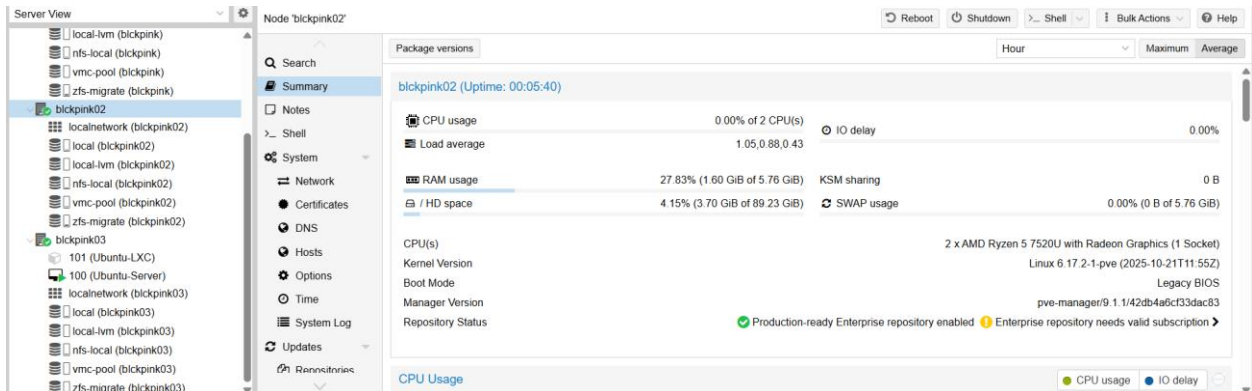 Server View
local-lvm (blckpink)
nfs-local (blckpink)
vmc-pool (blckpink)
zfs-migrate (blckpink)
blckpink02
localnetwork (blckpink02)
local (blckpink02)
local-lvm (blckpink02)
nfs-local (blckpink02)
vmc-pool (blckpink02)
zfs-migrate (blckpink02)
blckpink03
101 (Ubuntu-LXC)
100 (Ubuntu-Server)
localnetwork (blckpink03)
local (blckpink03)
local-lvm (blckpink03)
nfs-local (blckpink03)
vmc-pool (blckpink03)
zfs-migrate (blckpink03)
Node 'blckpink02'
Reboot Shutdown Shell Bulk Actions Help
Search
Summary
Notes
Shell
System
Network
Certificates
DNS
Hosts
Options
Time
System Log
Updates
Repositories
Package versions Hour Maximum Average
blckpink02 (Uptime: 00:05:40)
CPU usage 0.00% of 2 CPU(s) IO delay 0.00%
Load average 1.05,0.88,0.43
RAM usage 27.83% (1.60 GiB of 5.76 GiB) KSM sharing 0 B
/ HD space 4.15% (3.70 GiB of 89.23 GiB) SWAP usage 0.00% (0 B of 5.76 GiB)
CPU(s) 2 x AMD Ryzen 5 7520U with Radeon Graphics (1 Socket)
Kernel Version Linux 6.17.2-1-pve (2025-10-21T11:55Z)
Boot Mode Legacy BIOS
Manager Version pve-manager/9.1.1/42db4a6cf33dac83
Repository Status Production-ready Enterprise repository enabled Enterprise repository needs valid subscription
CPU Usage CPU usage IO delay